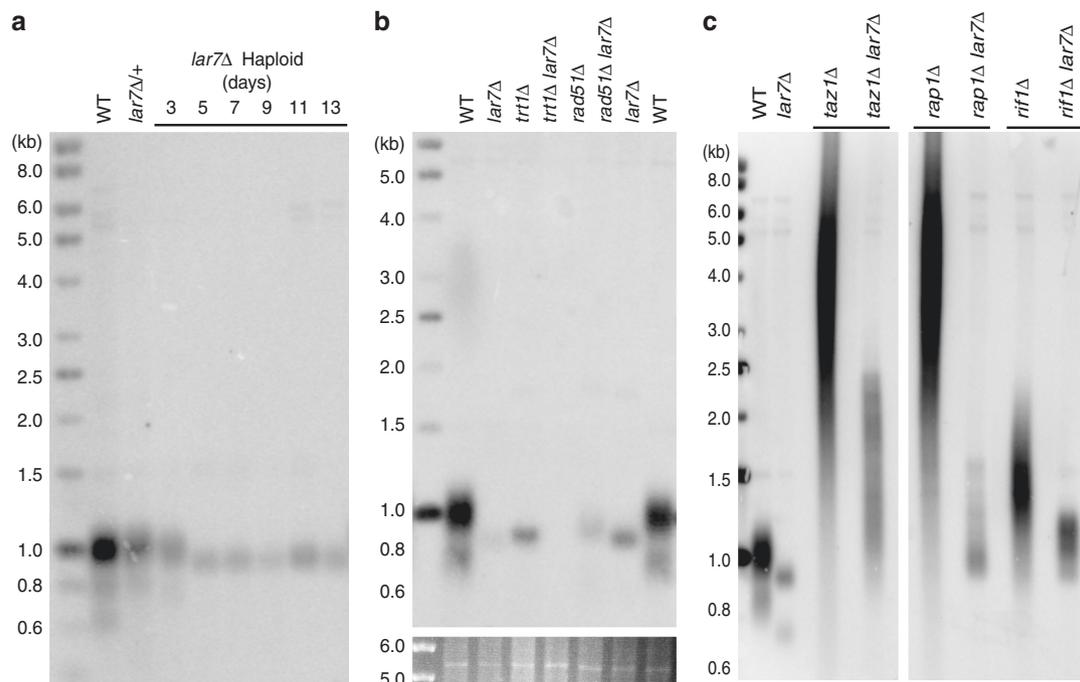 a
WT
lar7Δ/+
lar7Δ Haploid
(days)
3 5 7 9 11 13
(kb)
8.0
6.0
5.0
4.0
3.0
2.5
2.0
1.5
1.0
0.8
0.6
b
WT
lar7Δ
trt1Δ
trt1Δ lar7Δ
rad51Δ
rad51Δ lar7Δ
lar7Δ
WT
(kb)
5.0
4.0
3.0
2.5
2.0
1.5
1.0
0.8
0.6
6.0
5.0
c
WT
lar7Δ
taz1Δ
taz1Δ lar7Δ
rap1Δ
rap1Δ lar7Δ
rif1Δ
rif1Δ lar7Δ
(kb)
8.0
6.0
5.0
4.0
3.0
2.5
2.0
1.5
1.0
0.8
0.6